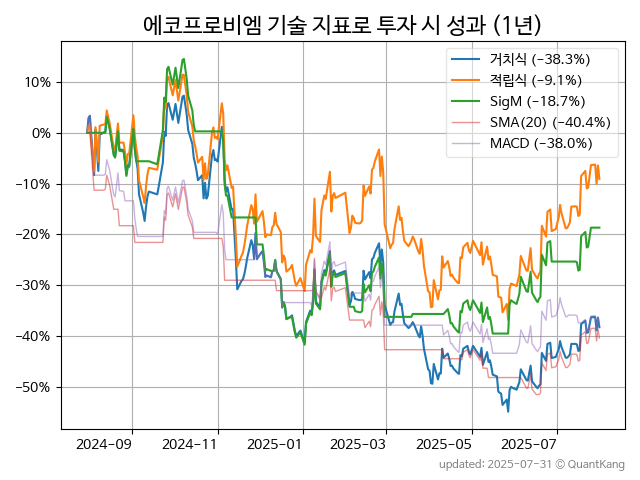 에코프로비엠 기술 지표로 투자 시 성과 (1년)
거치식 (−38.3%)
적립식 (−9.1%)
SigM (−18.7%)
SMA(20) (−40.4%)
MACD (−38.0%)
10%
0%
−10%
−20%
−30%
−40%
−50%
2024-09 2024-11 2025-01 2025-03 2025-05 2025-07
updated: 2025-07-31 © QuantKang